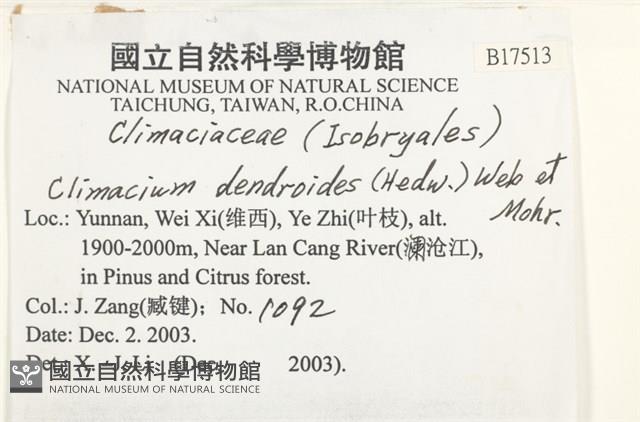 國立自然科學博物館
B17513
NATIONAL MUSEUM OF NATURAL SCIENCE
TAICHUNG, TAIWAN, R.O.CHINA
Climaciaceae (Isobryales)
Climacium dendroides (Hedw.) Web et Mohr.
Loc.: Yunnan, Wei Xi(维西), Ye Zhi(叶枝), alt.
1900-2000m, Near Lan Cang River(澜沧江),
in Pinus and Citrus forest.
Col.: J. Zang(臧键); No. 1092
Date: Dec. 2. 2003.
Det. X. J. Li (Dec. 2003).
國立自然科學博物館
NATIONAL MUSEUM OF NATURAL SCIENCE